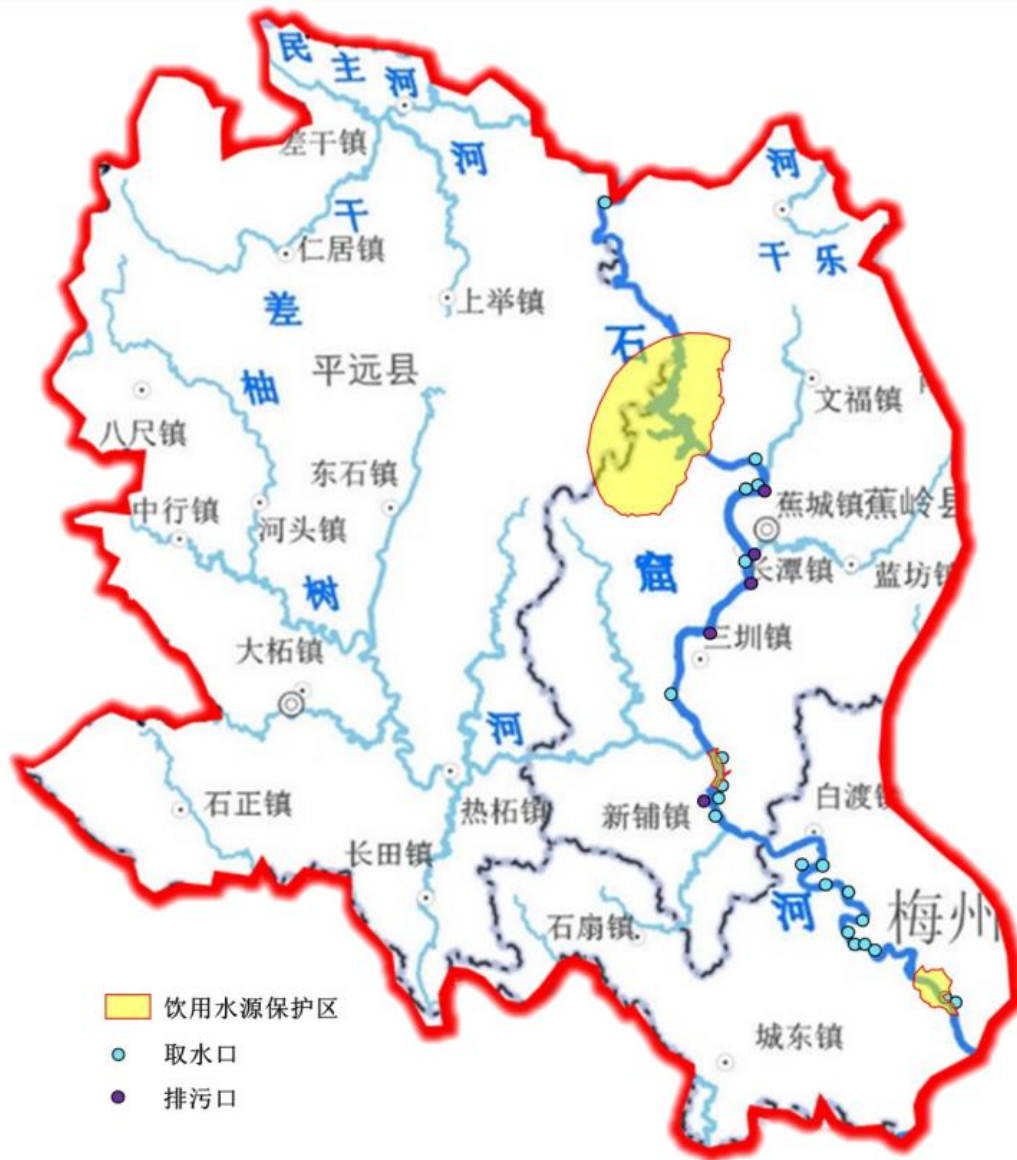 民主河
差干镇
河
干
差
仁居镇
上举镇
河
干乐
石
平远县
柚
八尺镇
东石镇
文福镇
中行镇
河头镇
蕉城镇
蕉岭县
窟
长潭镇
蓝坊镇
树
大柘镇
三圳镇
河
石正镇
热柘镇
新铺镇
白渡镇
长田镇
河
梅州
石扇镇
城东镇
饮用水源保护区
取水口
排污口